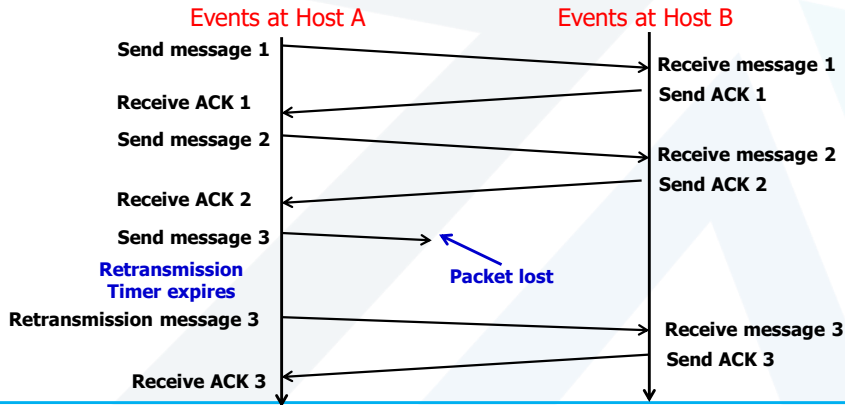 Events at Host A
Events at Host B
Send message 1
Receive message 1
Send ACK 1
Receive ACK 1
Send message 2
Receive message 2
Send ACK 2
Receive ACK 2
Send message 3
Retransmission
Timer expires
Packet lost
Retransmission message 3
Receive message 3
Send ACK 3
Receive ACK 3